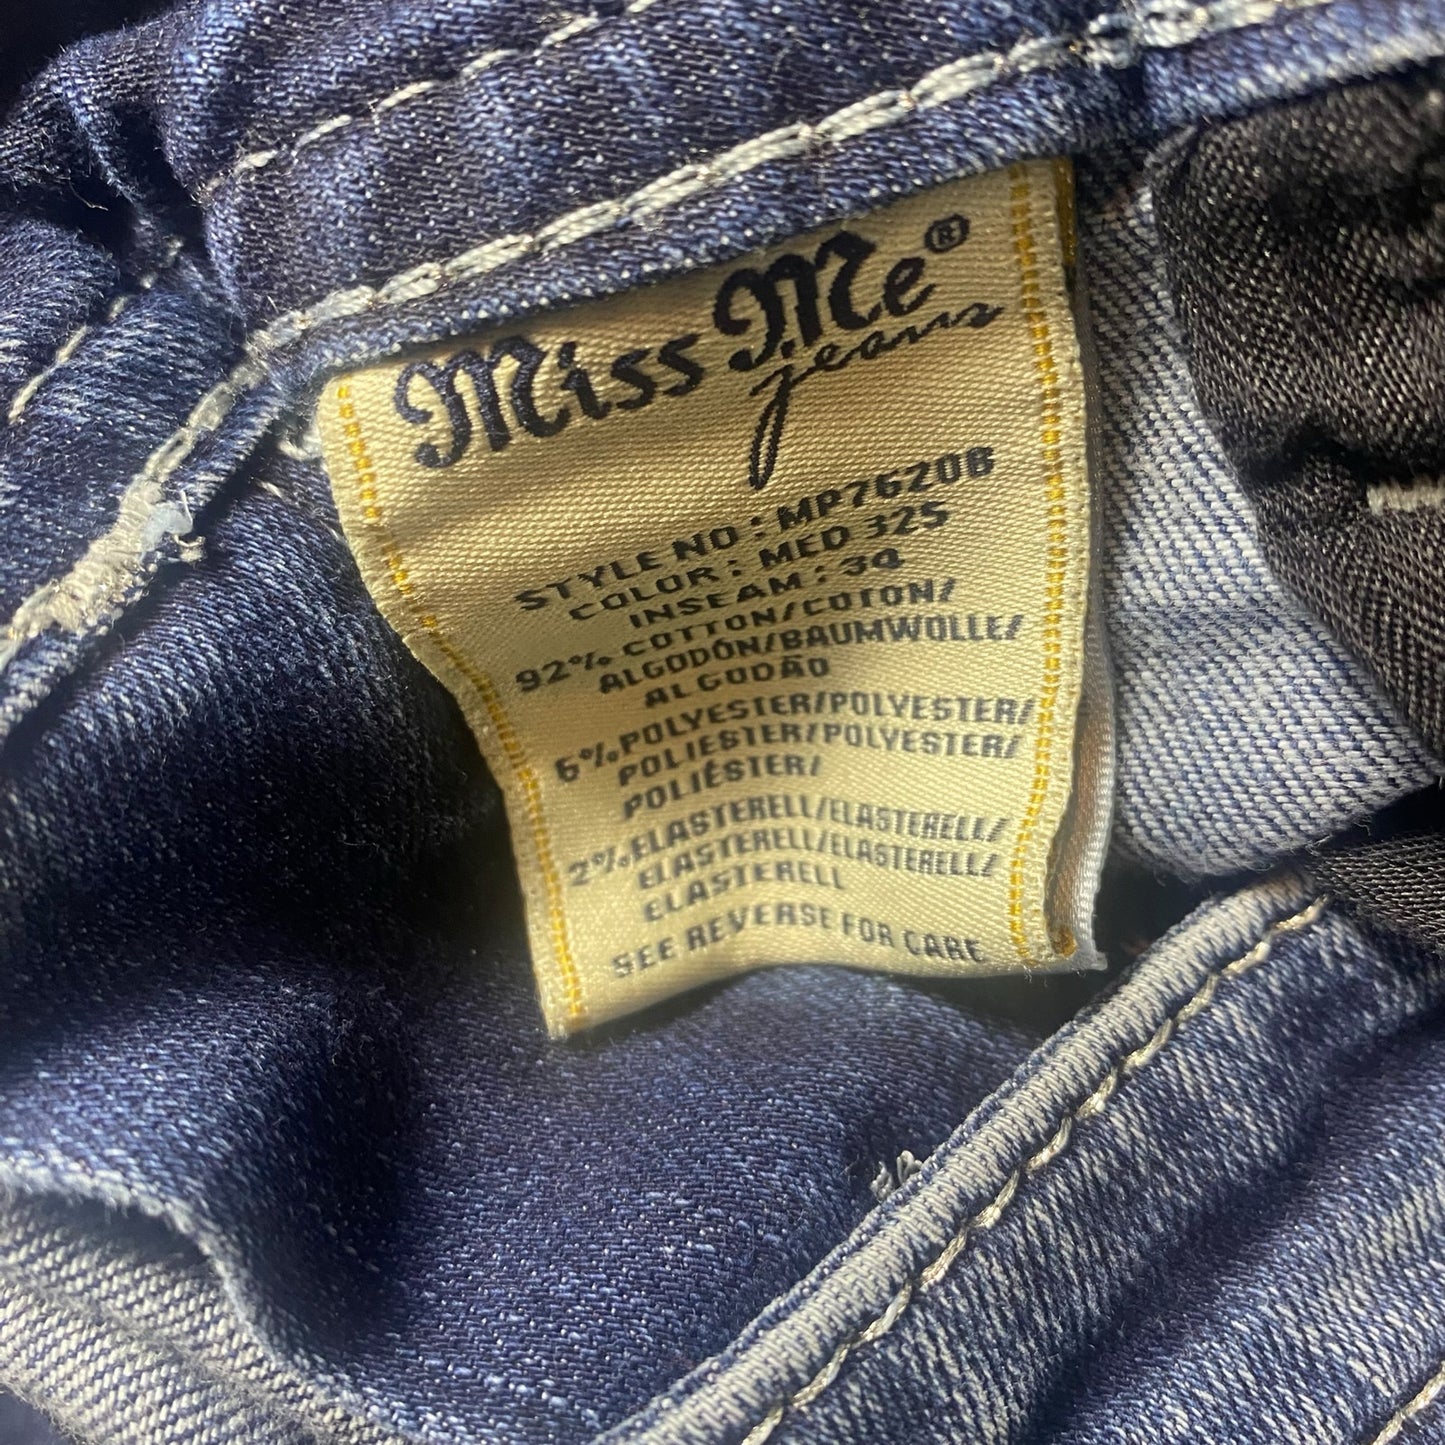 Miss Me®
jeans
STYLE NO : MP7620B
COLOR : MED 325
INSEAM : 34
92% COTTON/COTON/
ALGODÓN/BAUMWOLLE/
ALGODÃO
6% POLYESTER/POLYESTER/
POLIESTER/POLYESTER/
POLIÉSTER/
2% ELASTERELL/ELASTERELL/
ELASTERELL/ELASTERELL/
ELASTERELL
SEE REVERSE FOR CARE